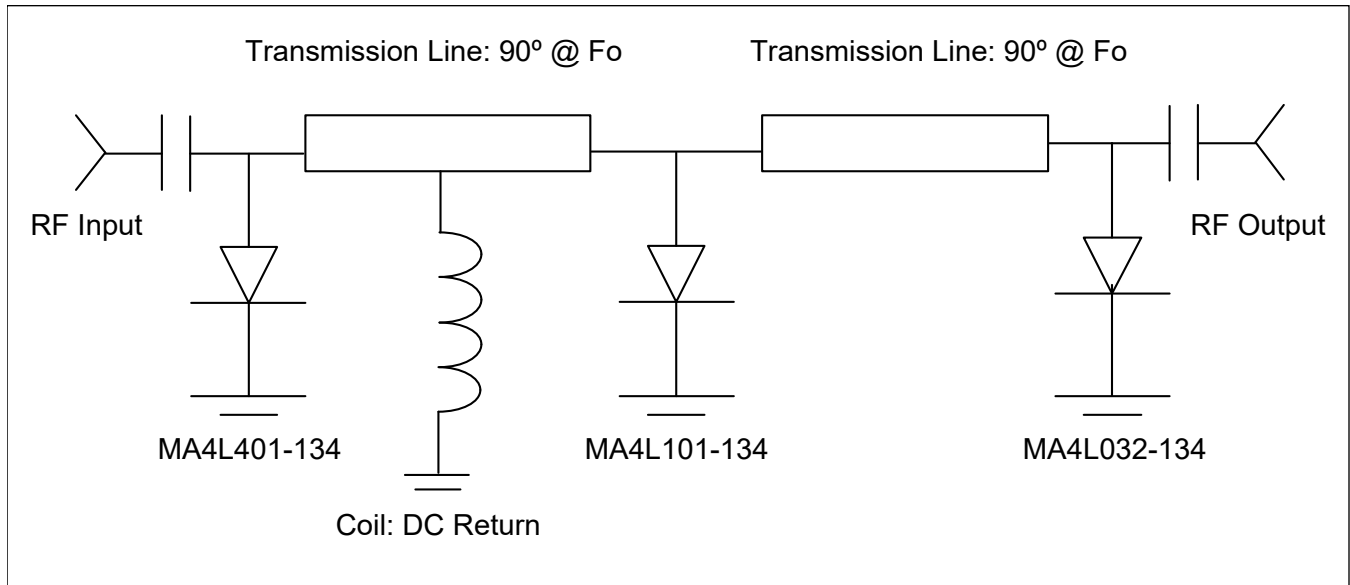 Transmission Line: 90º @ Fo
Transmission Line: 90º @ Fo
RF Input
RF Output
MA4L401-134
MA4L101-134
MA4L032-134
Coil: DC Return